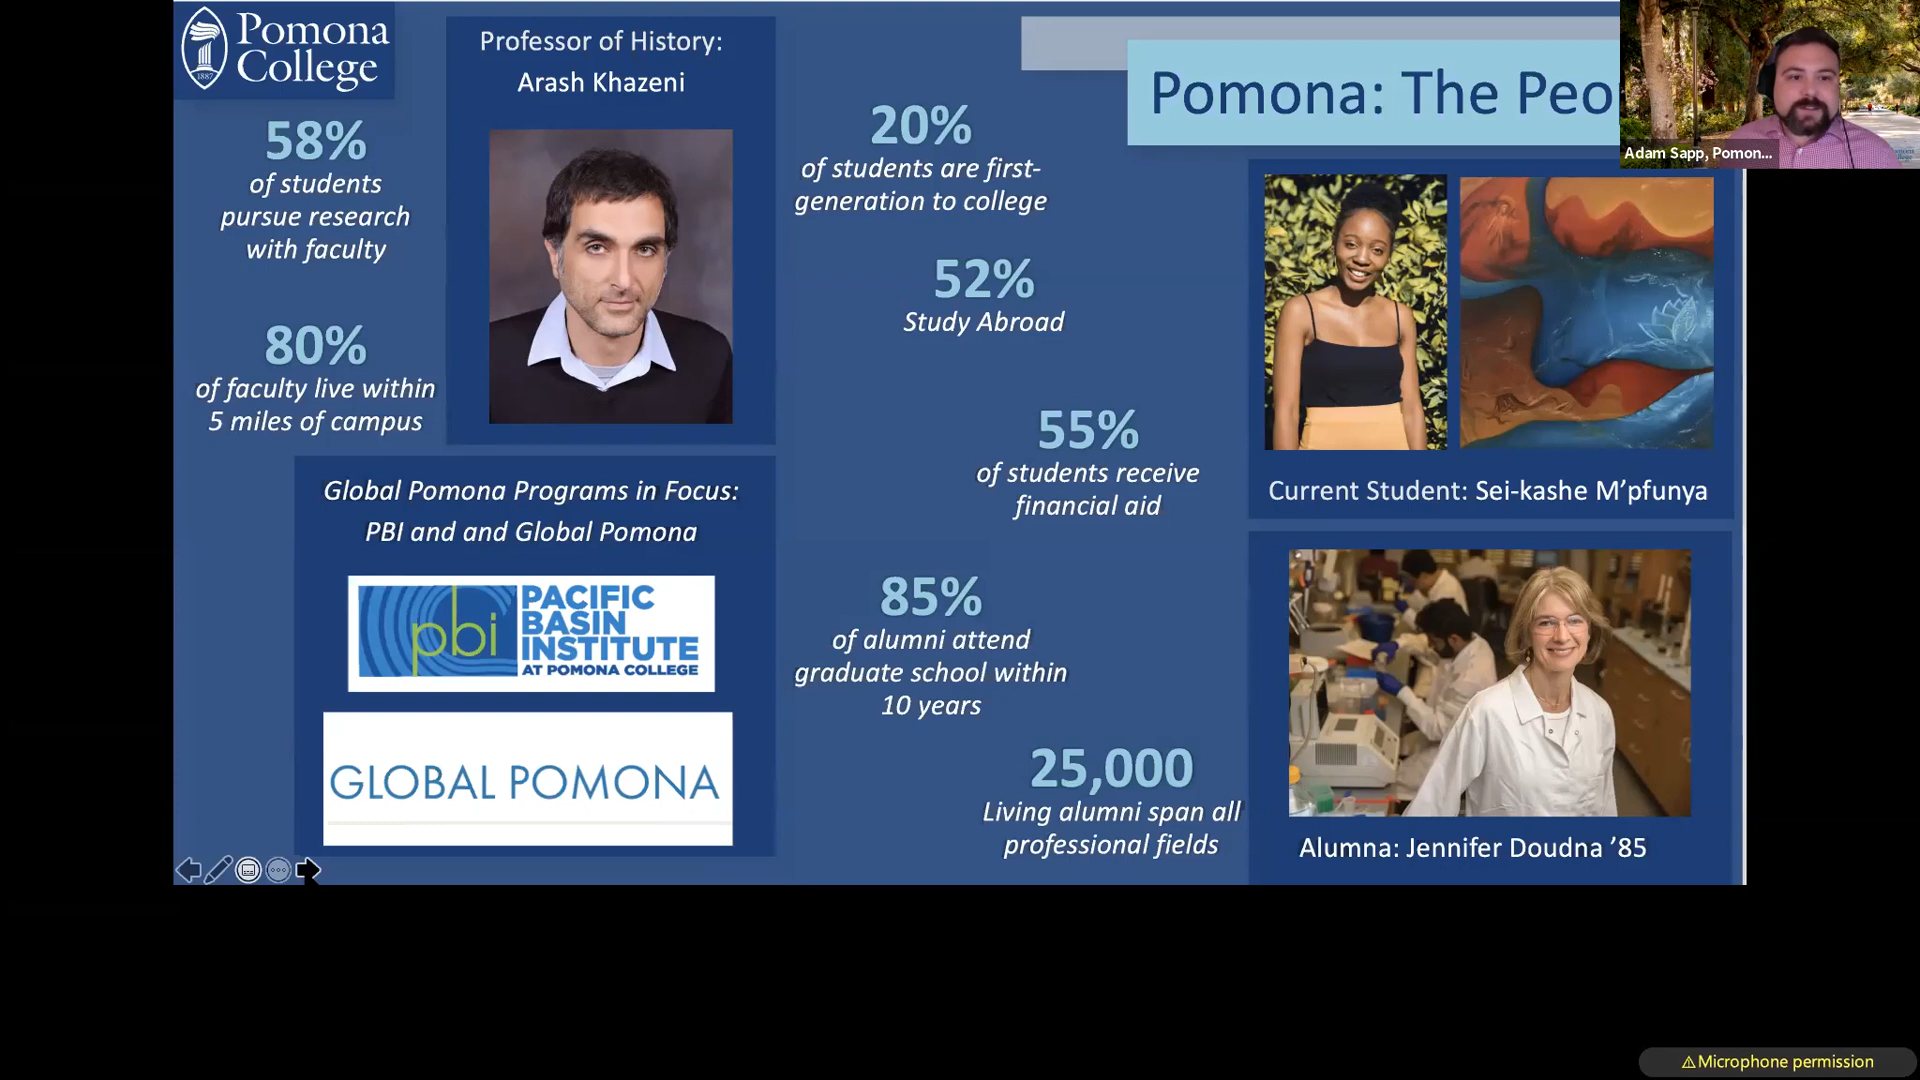 Pomona
College
1887
58%
of students
pursue research
with faculty
80%
of faculty live within
5 miles of campus
Professor of History:
Arash Khazeni
Global Pomona Programs in Focus:
PBI and and Global Pomona
pbi
PACIFIC
BASIN
INSTITUTE
AT POMONA COLLEGE
GLOBAL POMONA
20%
of students are first-
generation to college
52%
Study Abroad
55%
of students receive
financial aid
85%
of alumni attend
graduate school within
10 years
25,000
Living alumni span all
professional fields
Pomona: The Peo
Adam Sapp, Pomon...
Current Student: Sei-kashe M’pfunya
Alumna: Jennifer Doudna ’85
⚠Microphone permission